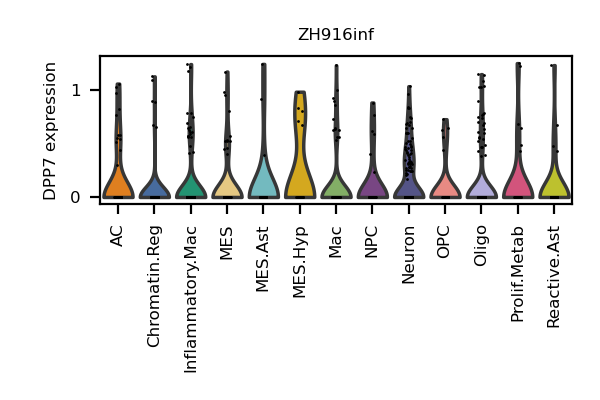 ZH916inf
DPP7 expression
1
0
AC
Chromatin.Reg
Inflammatory.Mac
MES
MES.Ast
MES.Hyp
Mac
NPC
Neuron
OPC
Oligo
Prolif.Metab
Reactive.Ast